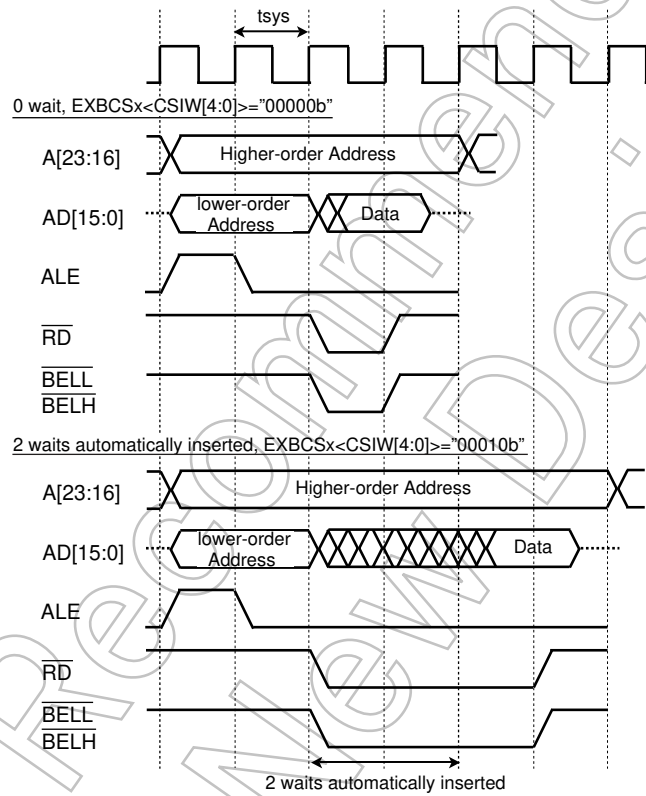 tsys
0 wait, EXBCSx<CSIW[4:0]>="00000b"
A[23:16]
Higher-order Address
AD[15:0]
lower-order
Address
Data
ALE
RD
BELL
BELH
2 waits automatically inserted, EXBCSx<CSIW[4:0]>="00010b"
A[23:16]
Higher-order Address
AD[15:0]
lower-order
Address
Data
ALE
RD
BELL
BELH
2 waits automatically inserted